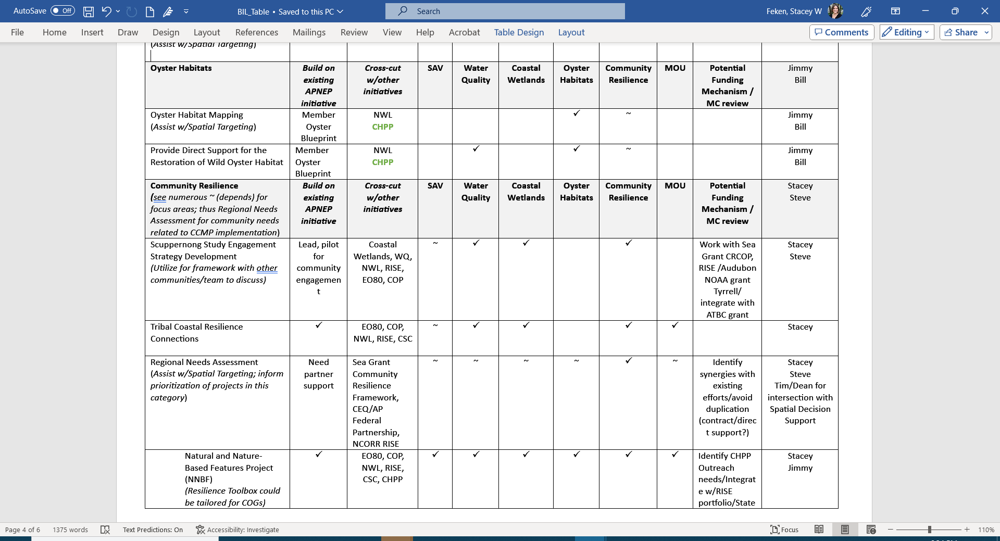 AutoSave Off BIL_Table • Saved to this PC Search Feken, Stacey W
File Home Insert Draw Design Layout References Mailings Review View Help Acrobat Table Design Layout Comments Editing Share
(Assist w/Spatial Targeting)
Oyster Habitats Build on Cross-cut SAV Water Coastal Oyster Community MOU Potential Jimmy
existing w/other Quality Wetlands Habitats Resilience Funding Bill
APNEP initiatives Mechanism /
initiative MC review
Oyster Habitat Mapping Member NWL ✓ ~ Jimmy
(Assist w/Spatial Targeting) Oyster CHPP Bill
Blueprint
Provide Direct Support for the Member NWL ✓ ✓ ~ Jimmy
Restoration of Wild Oyster Habitat Oyster CHPP Bill
Blueprint
Community Resilience Build on Cross-cut SAV Water Coastal Oyster Community MOU Potential Stacey
(see numerous ~ (depends) for existing w/other Quality Wetlands Habitats Resilience Funding Steve
focus areas; thus Regional Needs APNEP initiatives Mechanism /
Assessment for community needs initiative MC review
related to CCMP implementation)
Scuppernong Study Engagement Lead, pilot Coastal ~ ✓ ✓ ✓ Work with Sea Stacey
Strategy Development for Wetlands, WQ, Grant CRCOP, Steve
(Utilize for framework with other community NWL, RISE, RISE /Audubon
communities/team to discuss) engagemen EO80, COP NOAA grant
t Tyrrell/
integrate with
ATBC grant
Tribal Coastal Resilience ✓ EO80, COP, ~ ✓ ✓ ✓ ✓ Stacey
Connections NWL, RISE, CSC
Regional Needs Assessment Need Sea Grant ~ ~ ~ ~ ✓ ~ Identify Stacey
(Assist w/Spatial Targeting; inform partner Community synergies with Steve
prioritization of projects in this support Resilience existing Tim/Dean for
category) Framework, efforts/avoid intersection with
CEQ/AP duplication Spatial Decision
Federal (contract/direc Support
Partnership, t support?)
NCORR RISE
Natural and Nature- ✓ EO80, COP, ✓ ✓ ✓ ✓ ✓ ✓ Identify CHPP Stacey
Based Features Project NWL, RISE, Outreach Jimmy
(NNBF) CSC, CHPP needs/Integrat
(Resilience Toolbox could e w/RISE
be tailored for COGs) portfolio/State
Page 4 of 6 1375 words Text Predictions: On Accessibility: Investigate Focus 110%